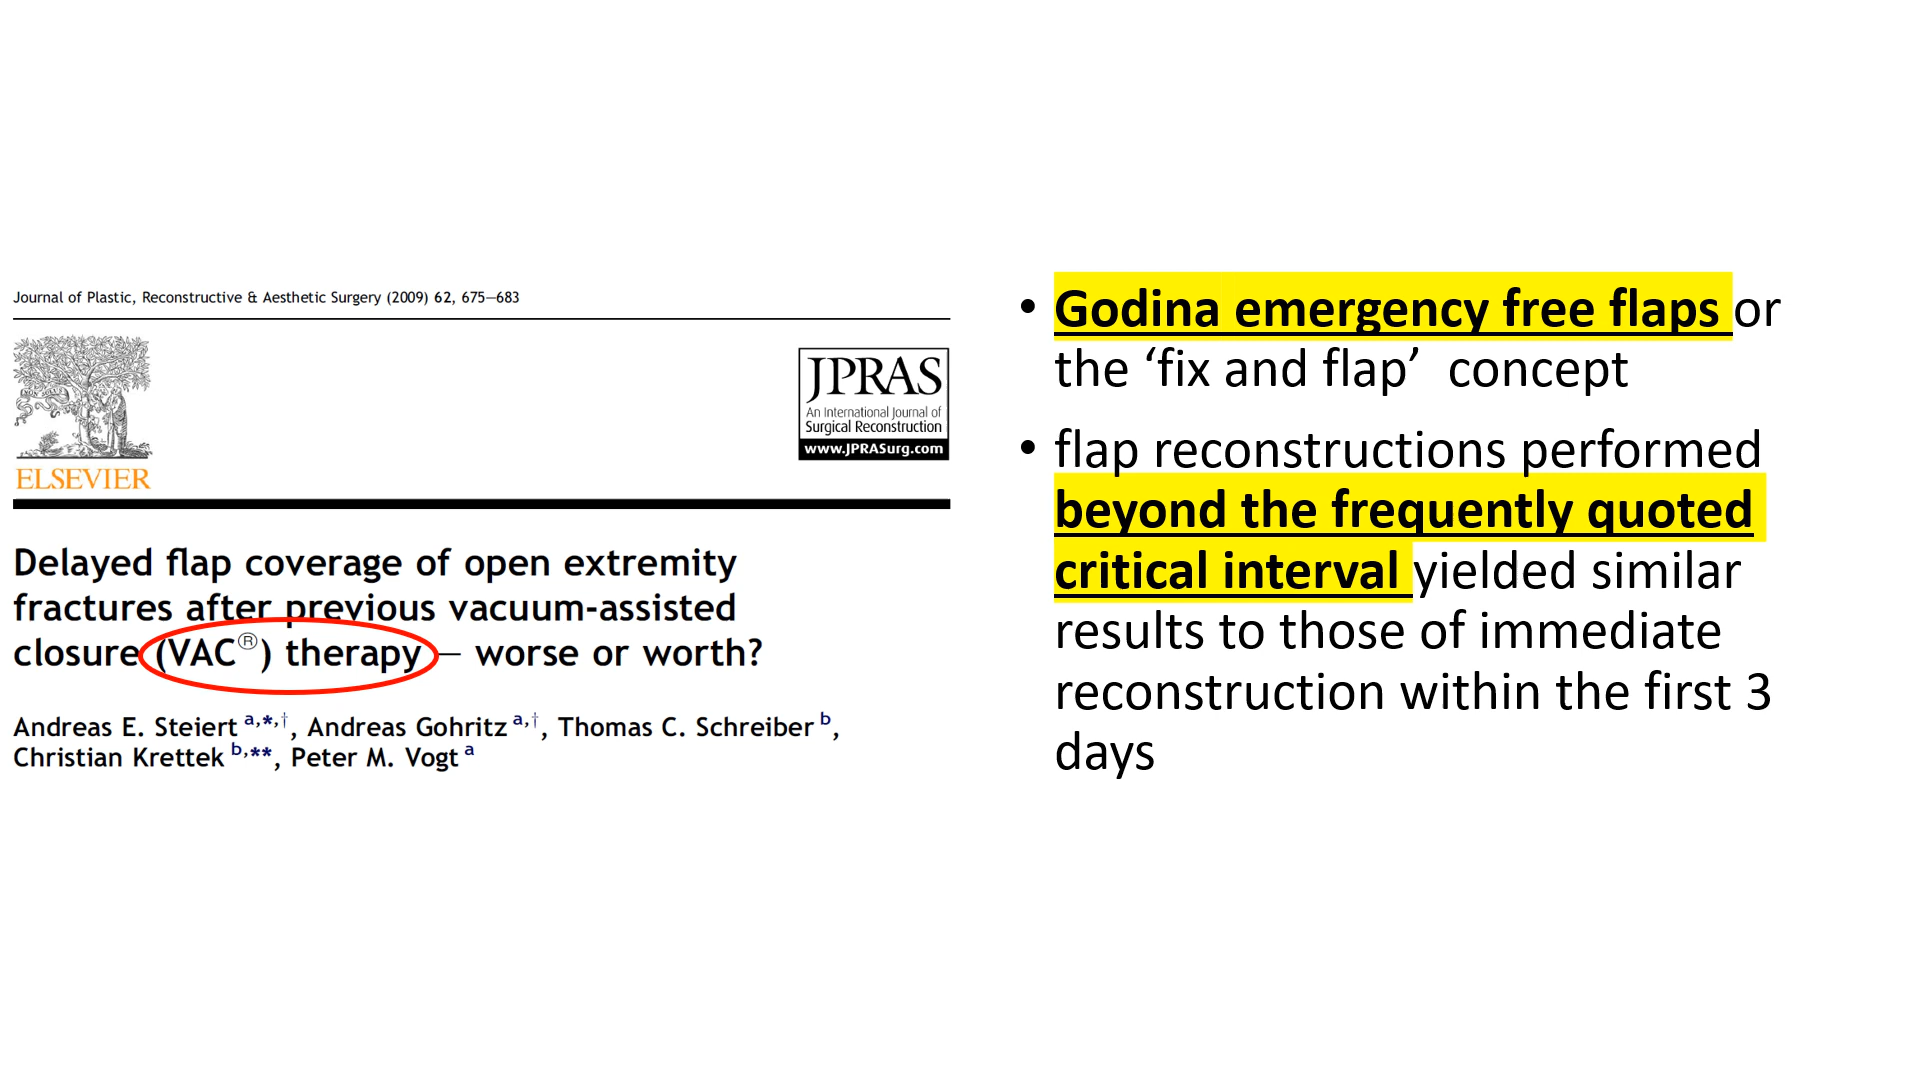 Journal of Plastic, Reconstructive & Aesthetic Surgery (2009) 62, 675–683
ELSEVIER
JPRAS
An International Journal of
Surgical Reconstruction
www.JPRASurg.com
Delayed flap coverage of open extremity
fractures after previous vacuum-assisted
closure (VAC®) therapy – worse or worth?
Andreas E. Steiert a,*,†, Andreas Gohritz a,†, Thomas C. Schreiber b,
Christian Krettek b,**, Peter M. Vogt a
• Godina emergency free flaps or
the ‘fix and flap’ concept
• flap reconstructions performed
beyond the frequently quoted
critical interval yielded similar
results to those of immediate
reconstruction within the first 3
days